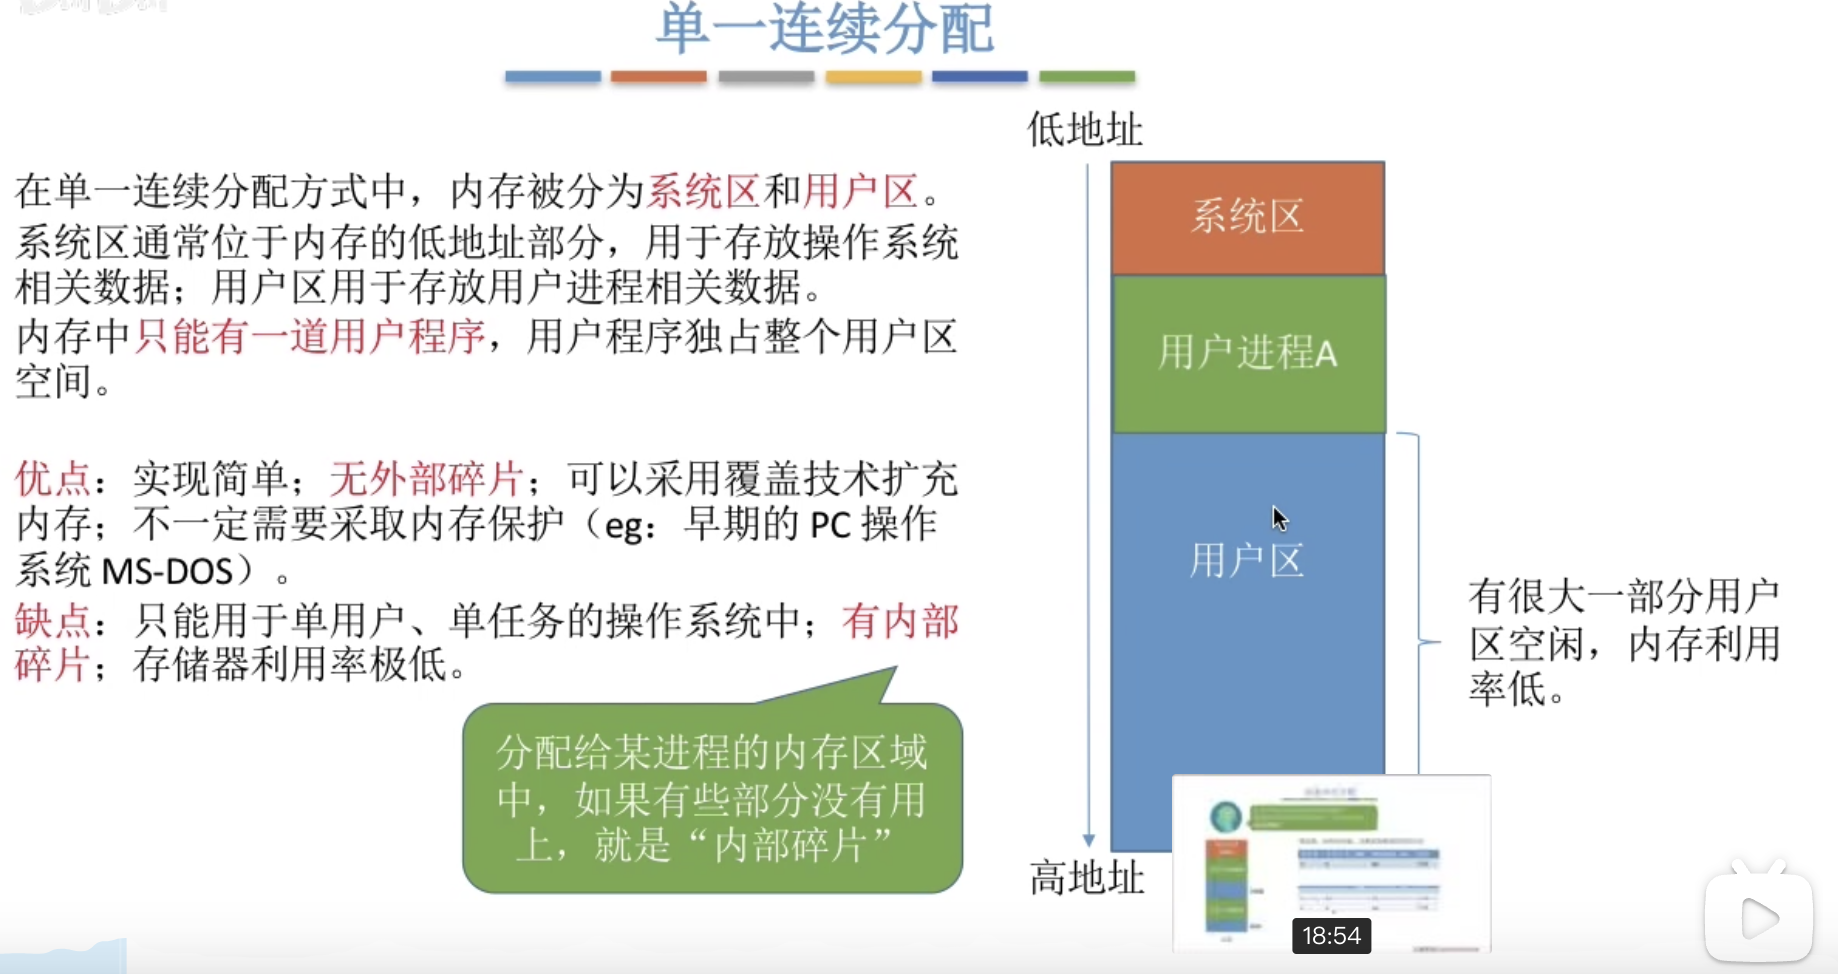 单一连续分配
低地址
在单一连续分配方式中，内存被分为系统区和用户区。
系统区通常位于内存的低地址部分，用于存放操作系统
相关数据；用户区用于存放用户进程相关数据。
内存中只能有一道用户程序，用户程序独占整个用户区
空间。
优点：实现简单；无外部碎片；可以采用覆盖技术扩充
内存；不一定需要采取内存保护（eg：早期的 PC 操作
系统 MS-DOS）。
缺点：只能用于单用户、单任务的操作系统中；有内部
碎片；存储器利用率极低。
分配给某进程的内存区域
中，如果有些部分没有用
上，就是“内部碎片”
系统区
用户进程A
用户区
有很大一部分用户
区空闲，内存利用
率低。
高地址
18:54